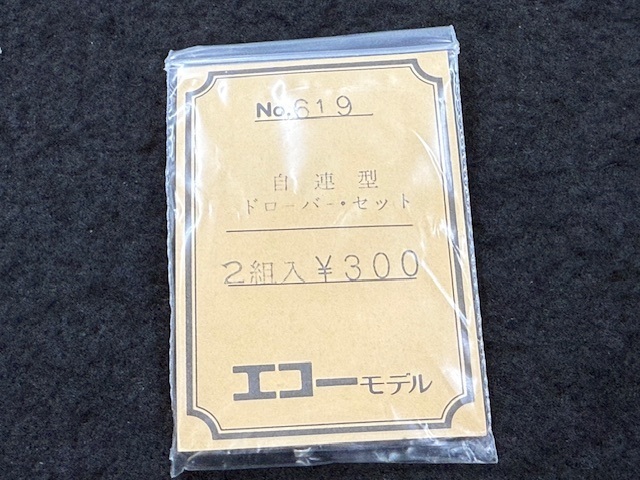 No.619
自連型
ドローバー・セット
2組入¥300
エコーモデル